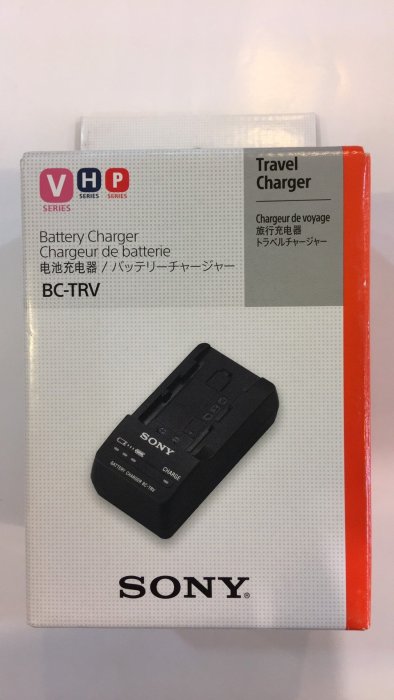 V
SERIES
H
SERIES
P
SERIES
Travel
Charger
Chargeur de voyage
旅行充电器
トラベルチャージャー
Battery Charger
Chargeur de batterie
电池充电器 / バッテリーチャージャー
BC-TRV
SONY
CHARGE
BATTERY CHARGER BC-TRV
SONY®